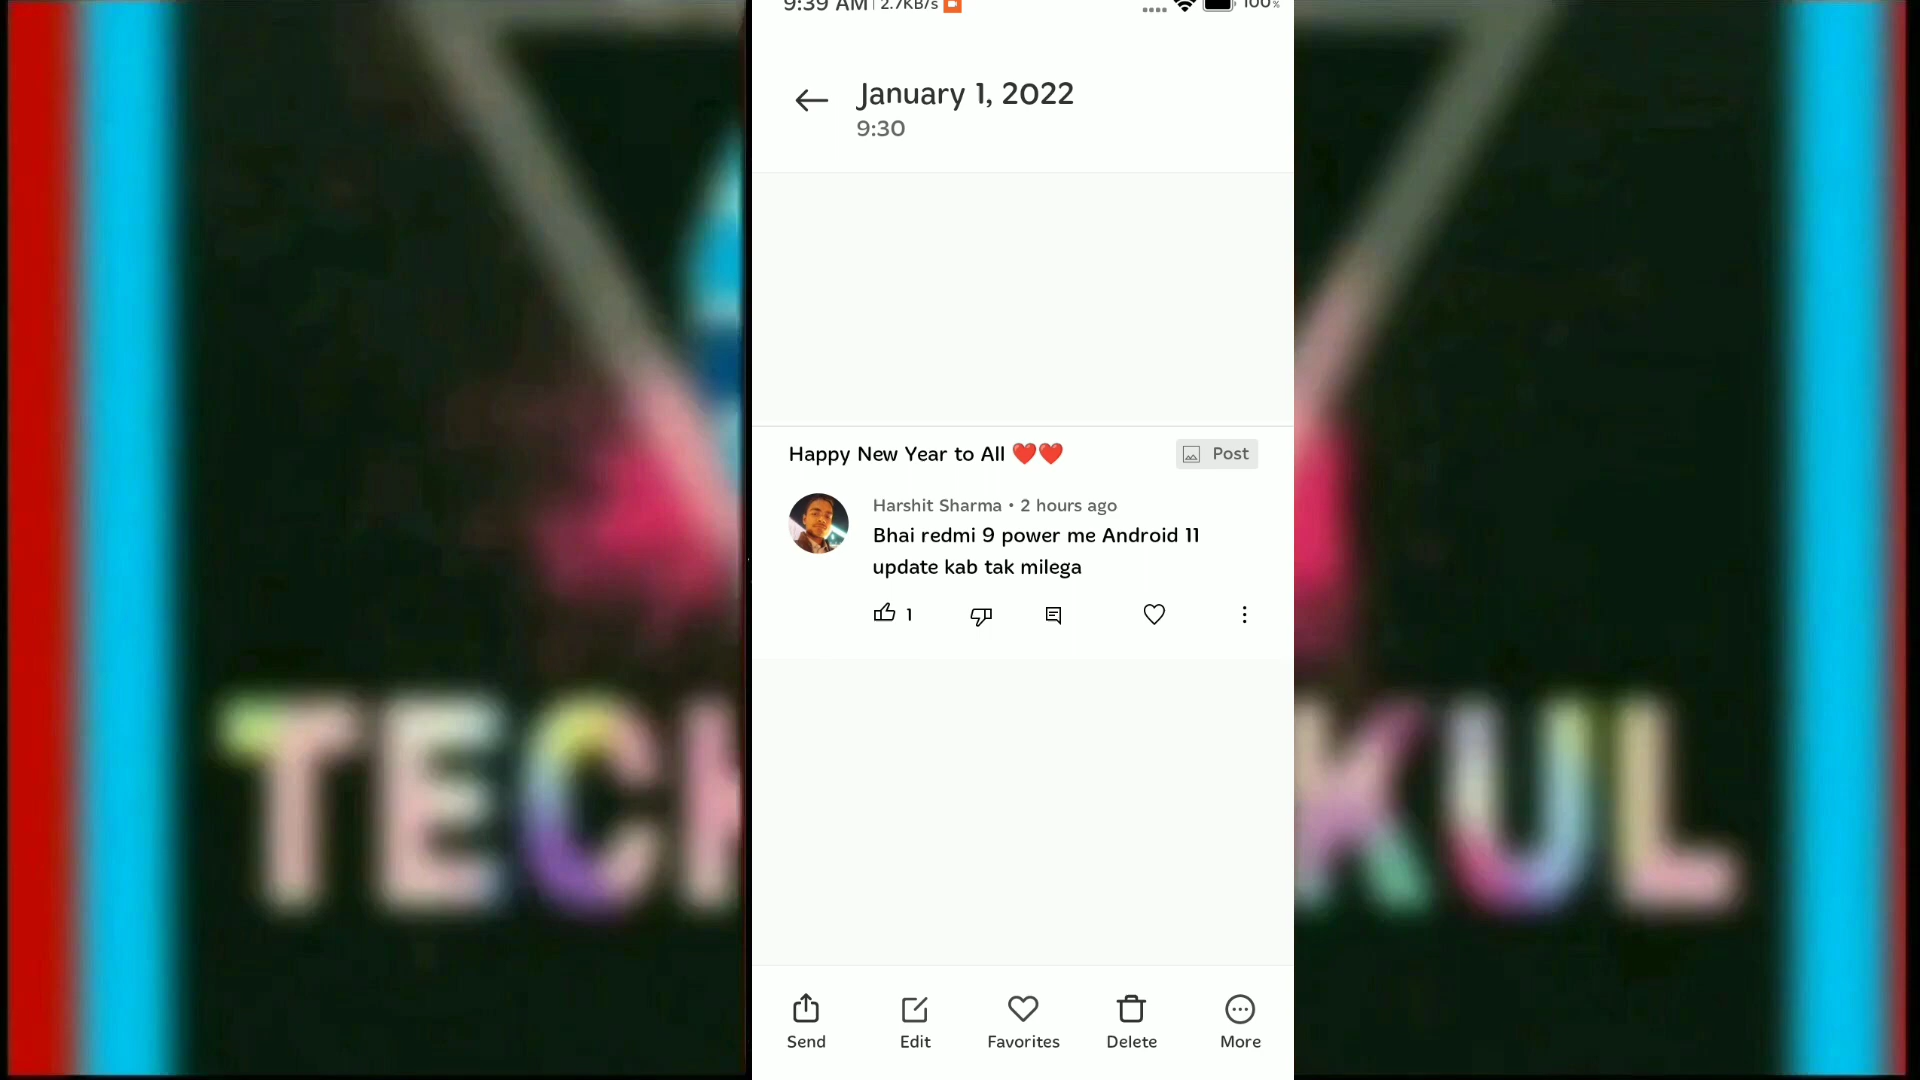 9:39 AM | 2.7KB/s
100%
January 1, 2022
9:30
Happy New Year to All ❤️❤️
Post
Harshit Sharma • 2 hours ago
Bhai redmi 9 power me Android 11
update kab tak milega
1
TECH KUL
Send
Edit
Favorites
Delete
More